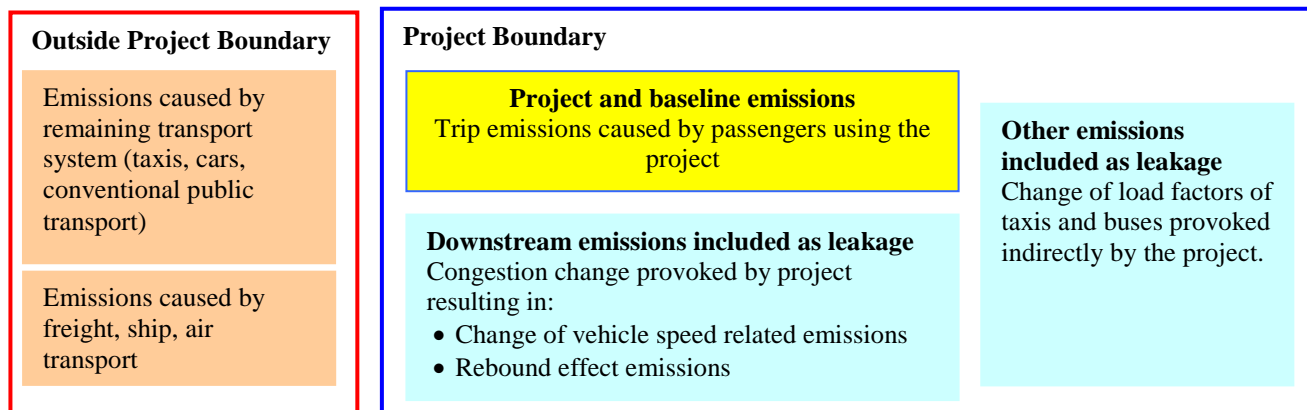 Outside Project Boundary
Emissions caused by
remaining transport
system (taxis, cars,
conventional public
transport)
Emissions caused by
freight, ship, air
transport
Project Boundary
Project and baseline emissions
Trip emissions caused by passengers using the
project
Downstream emissions included as leakage
Congestion change provoked by project
resulting in:
• Change of vehicle speed related emissions
• Rebound effect emissions
Other emissions
included as leakage
Change of load factors of
taxis and buses provoked
indirectly by the project.